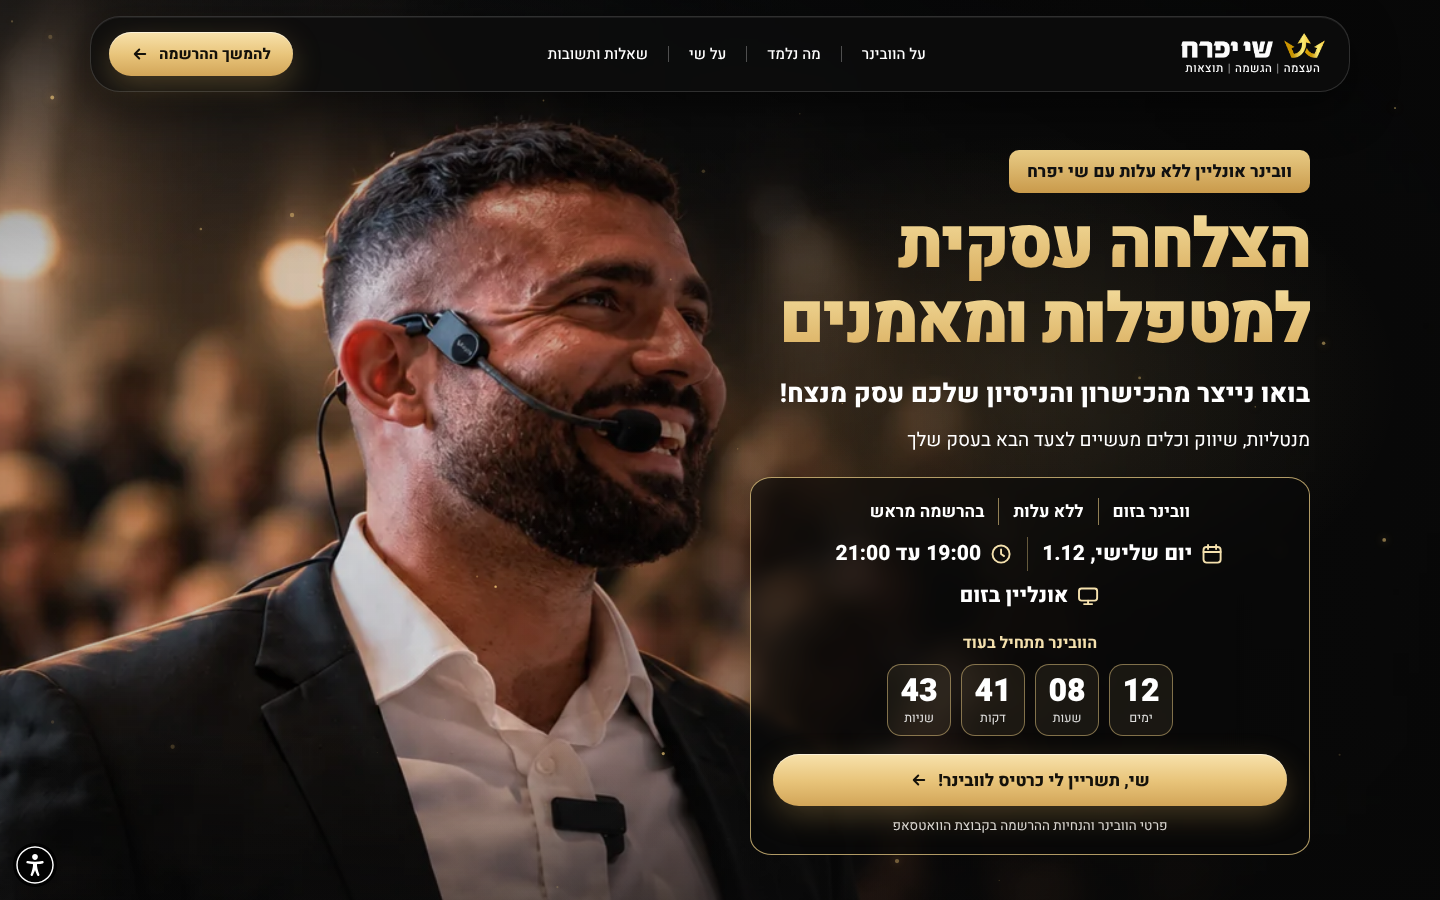 שי יפרח
העצמה | הגשמה | תוצאות
על הוובינר
מה נלמד
על שי
שאלות ותשובות
להמשך ההרשמה
וובינר אונליין ללא עלות עם שי יפרח
הצלחה עסקית
למטפלות ומאמנים
בואו נייצר מהכישרון והניסיון שלכם עסק מנצח!
מנטליות, שיווק וכלים מעשיים לצעד הבא בעסק שלך
וובינר בזום | ללא עלות | בהרשמה מראש
יום שלישי, 1.12 | 19:00 עד 21:00
אונליין בזום
הוובינר מתחיל בעוד
12 08 41 43
ימים שעות דקות שניות
שי, תשריין לי כרטיס לוובינר!
פרטי הוובינר והנחיות ההרשמה בקבוצת הוואטסאפ